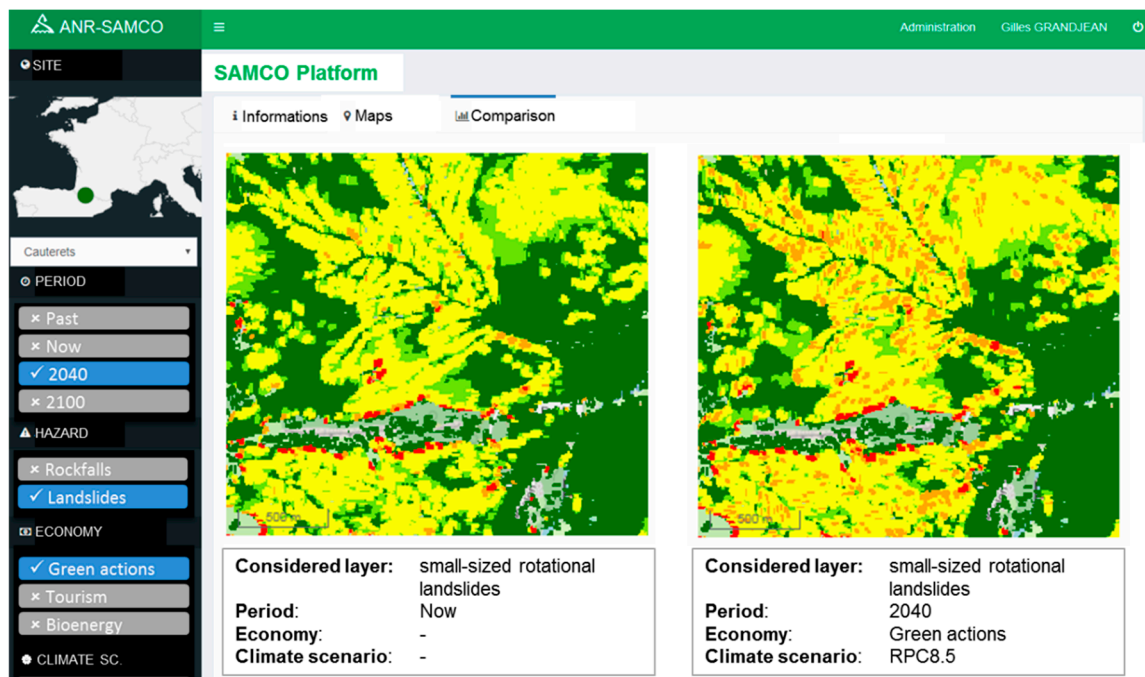 ANR-SAMCO
Administration Gilles GRANDJEAN
SITE
SAMCO Platform
Informations Maps Comparison
Cauterets
PERIOD
Past
Now
2040
2100
HAZARD
Rockfalls
Landslides
ECONOMY
Green actions
Tourism
Bioenergy
CLIMATE SC.
500 m
Considered layer: small-sized rotational
landslides
Period: Now
Economy: -
Climate scenario: -
500 m
Considered layer: small-sized rotational
landslides
Period: 2040
Economy: Green actions
Climate scenario: RPC8.5